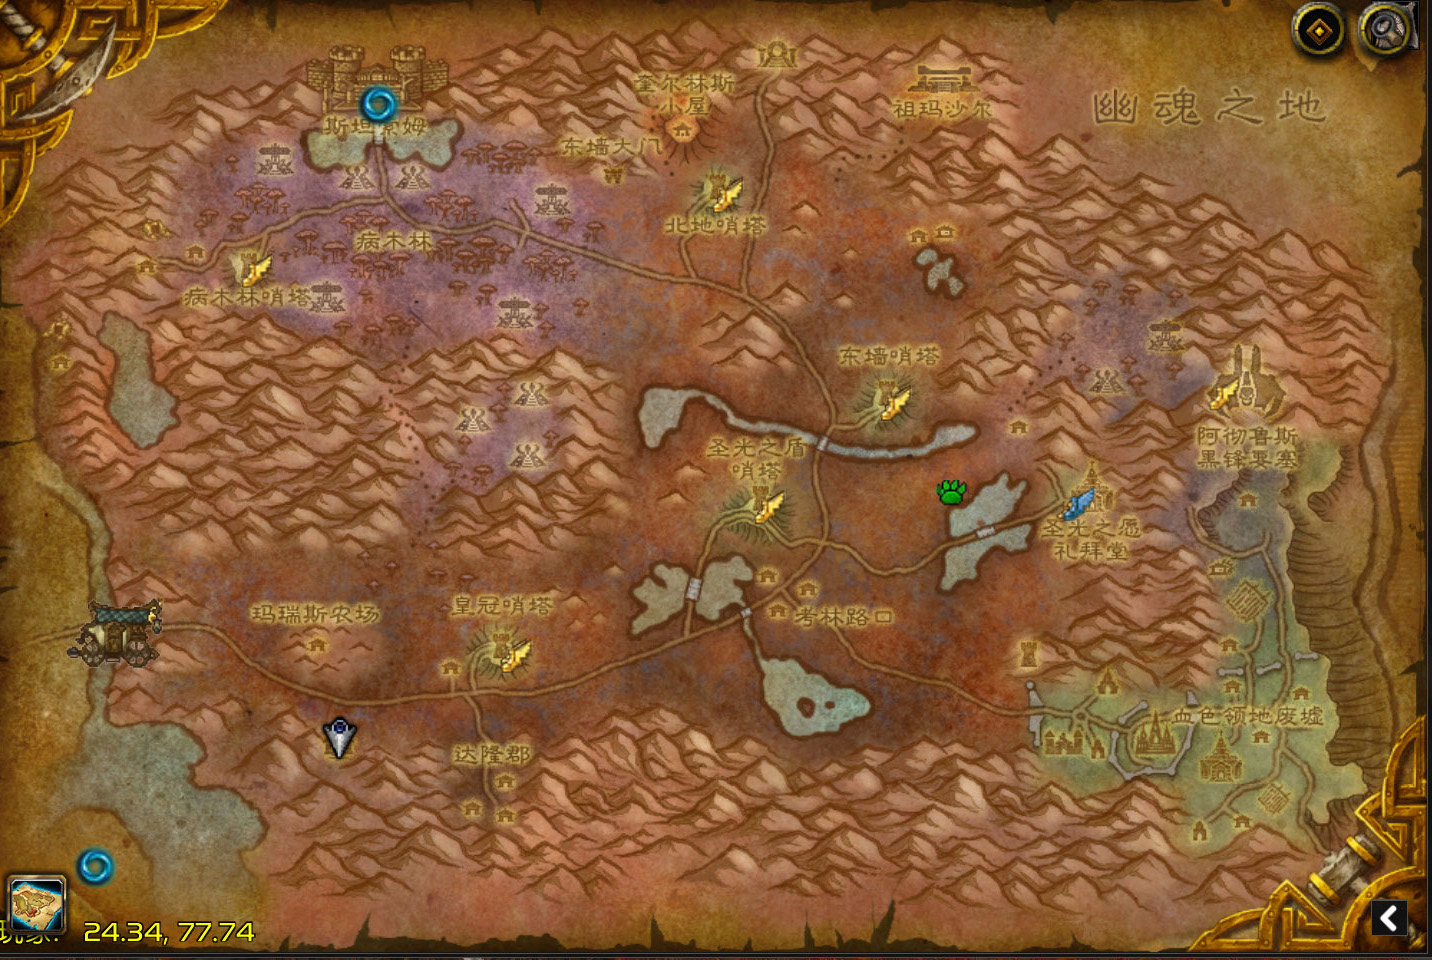 奎尔林斯
小屋
祖玛沙尔
幽魂之地
斯坦索姆
东墙大门
北地哨塔
病木林
病木林哨塔
东墙哨塔
圣光之盾
哨塔
阿彻鲁斯
黑锋要塞
圣光之愿
礼拜堂
玛瑞斯农场
皇冠哨塔
考林路口
血色领地废墟
达隆郡
玩家: 24.34, 77.74